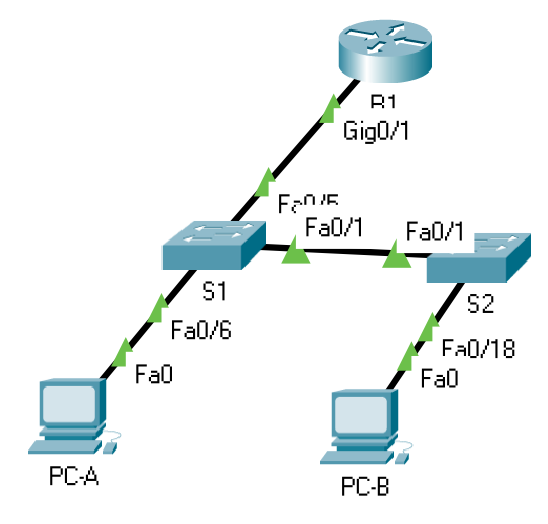 R1
Gig0/1
Fa0/5
Fa0/1
Fa0/1
S1
S2
Fa0/6
Fa0/18
Fa0
Fa0
PC-A
PC-B